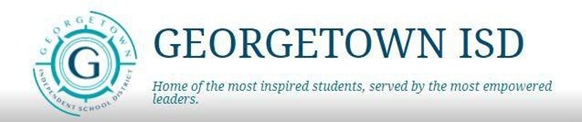 GEORGETOWN
G
INDEPENDENT SCHOOL DISTRICT
GEORGETOWN ISD
Home of the most inspired students, served by the most empowered
leaders.